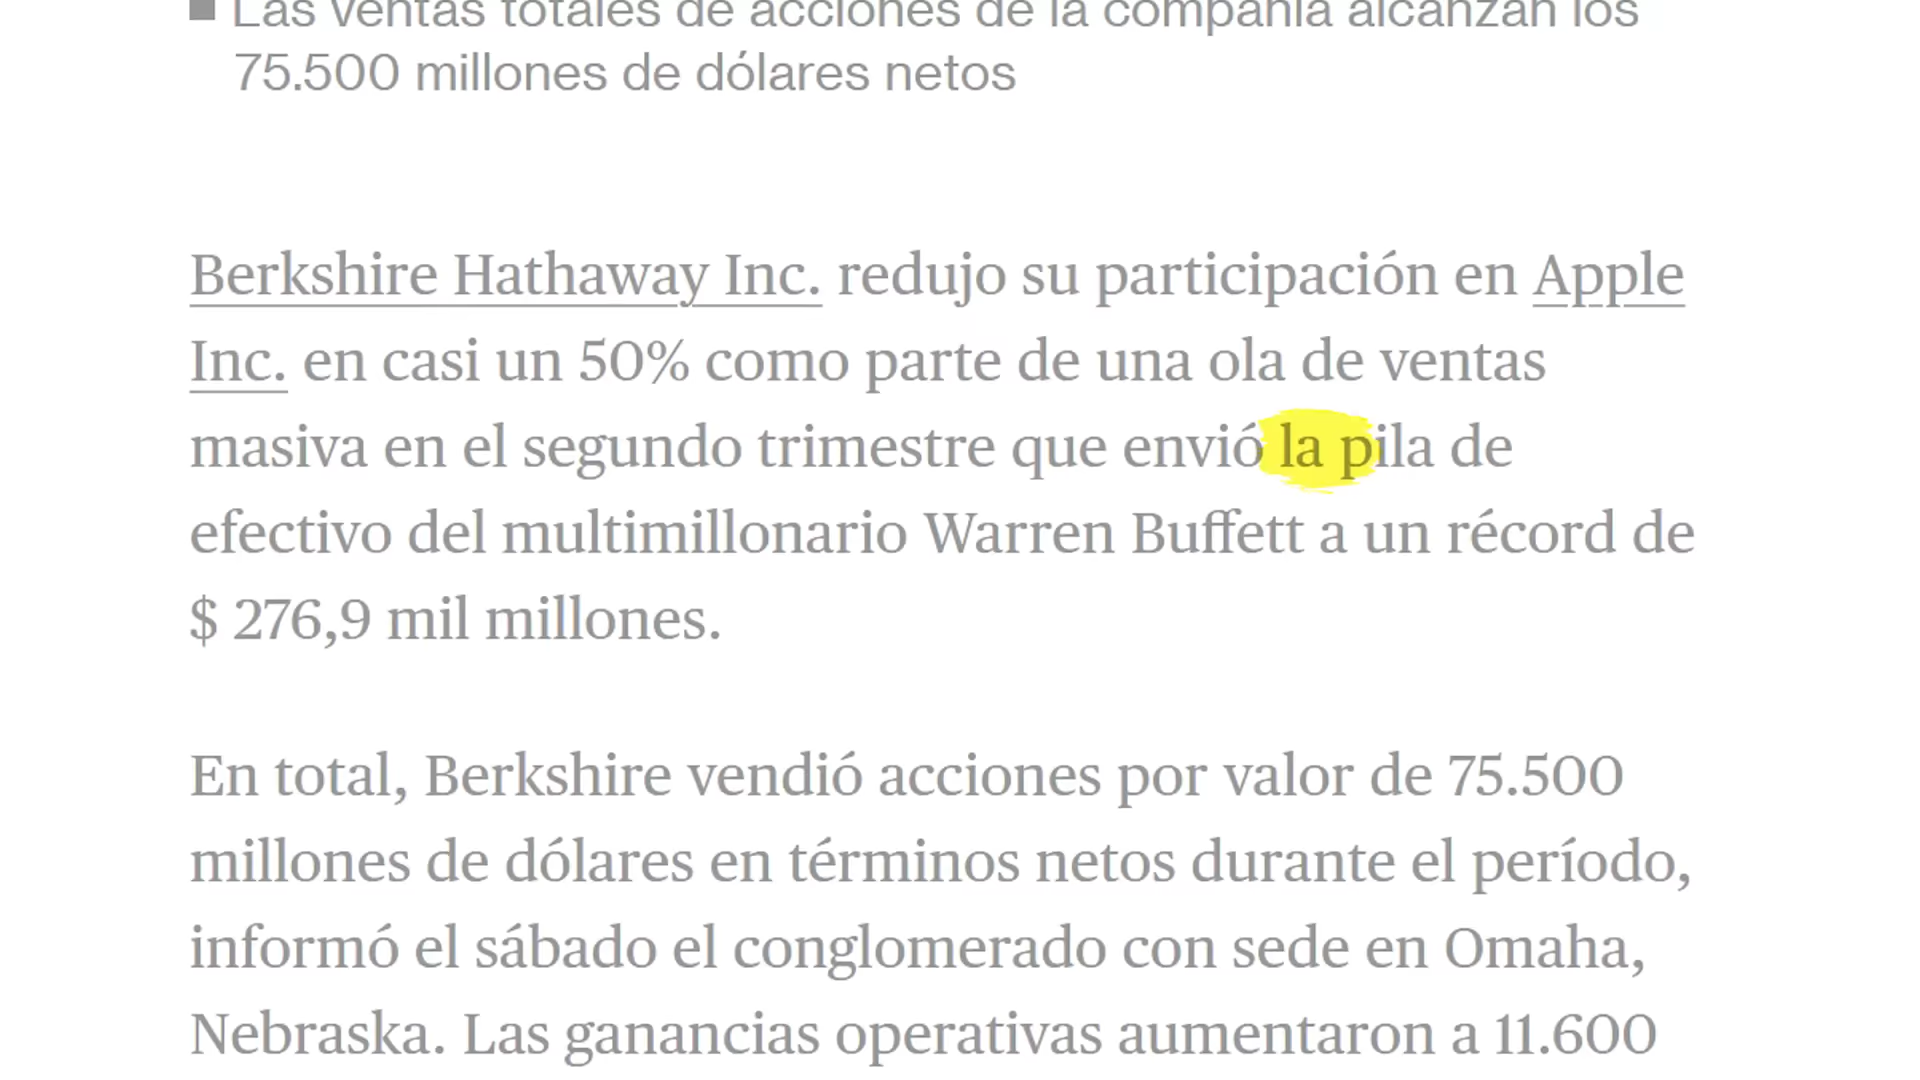 Las ventas totales de acciones de la compañía alcanzan los
75.500 millones de dólares netos
Berkshire Hathaway Inc. redujo su participación en Apple
Inc. en casi un 50% como parte de una ola de ventas
masiva en el segundo trimestre que envió la pila de
efectivo del multimillonario Warren Buffett a un récord de
$ 276,9 mil millones.
En total, Berkshire vendió acciones por valor de 75.500
millones de dólares en términos netos durante el período,
informó el sábado el conglomerado con sede en Omaha,
Nebraska. Las ganancias operativas aumentaron a 11.600